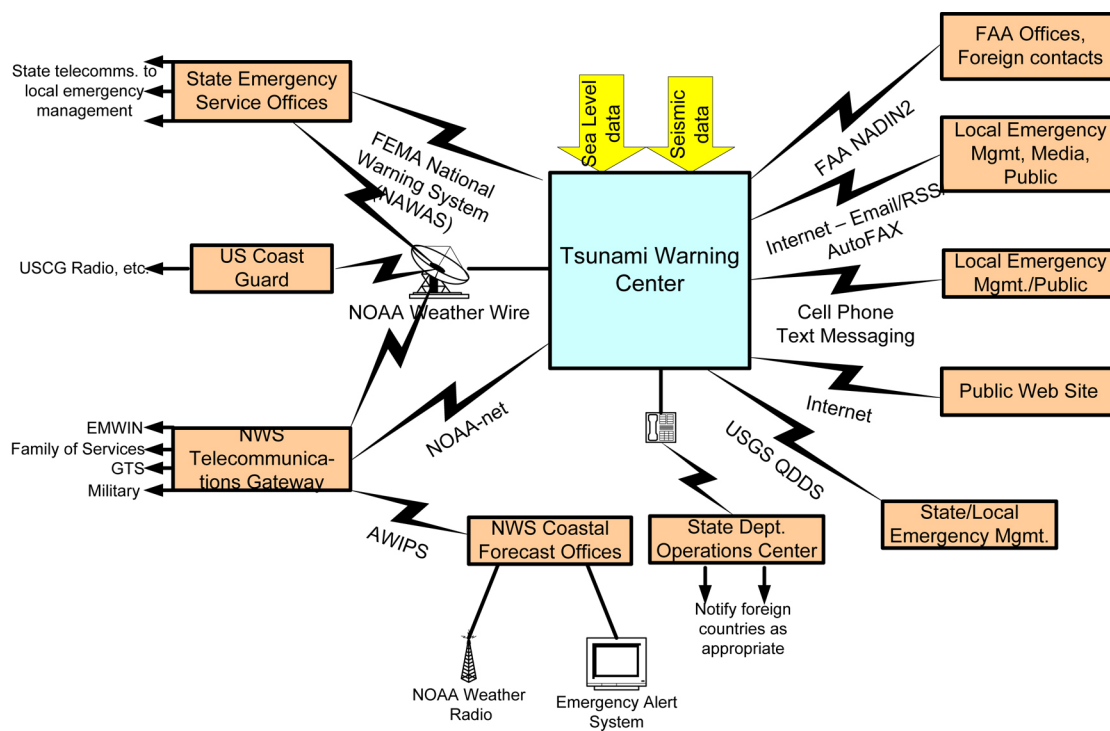 State telecomms. to
local emergency
management
State Emergency
Service Offices
FEMA National
Warning System
(NAWAS)
Sea Level
data
Seismic
data
FAA Offices,
Foreign contacts
FAA NADIN2
Local Emergency
Mgmt, Media,
Public
Internet – Email/RSS/
AutoFAX
Tsunami Warning
Center
USCG Radio, etc.
US Coast
Guard
NOAA Weather Wire
Local Emergency
Mgmt./Public
Cell Phone
Text Messaging
Public Web Site
Internet
EMWIN
Family of Services
GTS
Military
NWS
Telecommunica-
tions Gateway
NOAA-net
USGS QDDS
State/Local
Emergency Mgmt.
AWIPS
NWS Coastal
Forecast Offices
State Dept.
Operations Center
Notify foreign
countries as
appropriate
NOAA Weather
Radio
Emergency Alert
System